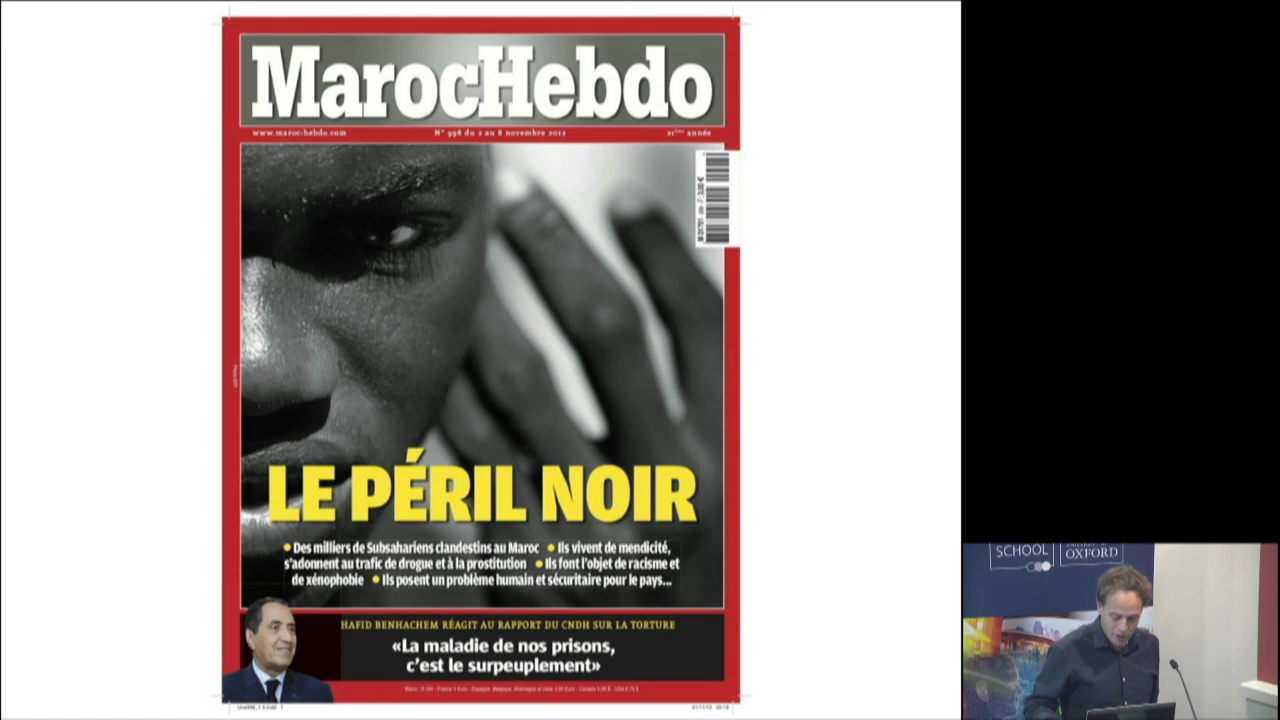 MarocHebdo
www.maroc-hebdo.com N° 998 du 2 au 8 novembre 2012 21ème année
LE PÉRIL NOIR
• Des milliers de Subsahariens clandestins au Maroc • Ils vivent de mendicité,
s'adonnent au trafic de drogue et à la prostitution • Ils font l'objet de racisme et
de xénophobie • Ils posent un problème humain et sécuritaire pour le pays...
HAFID BENHACHEM RÉAGIT AU RAPPORT DU CNDH SUR LA TORTURE
«La maladie de nos prisons,
c'est le surpeuplement»
SCHOOL
OXFORD